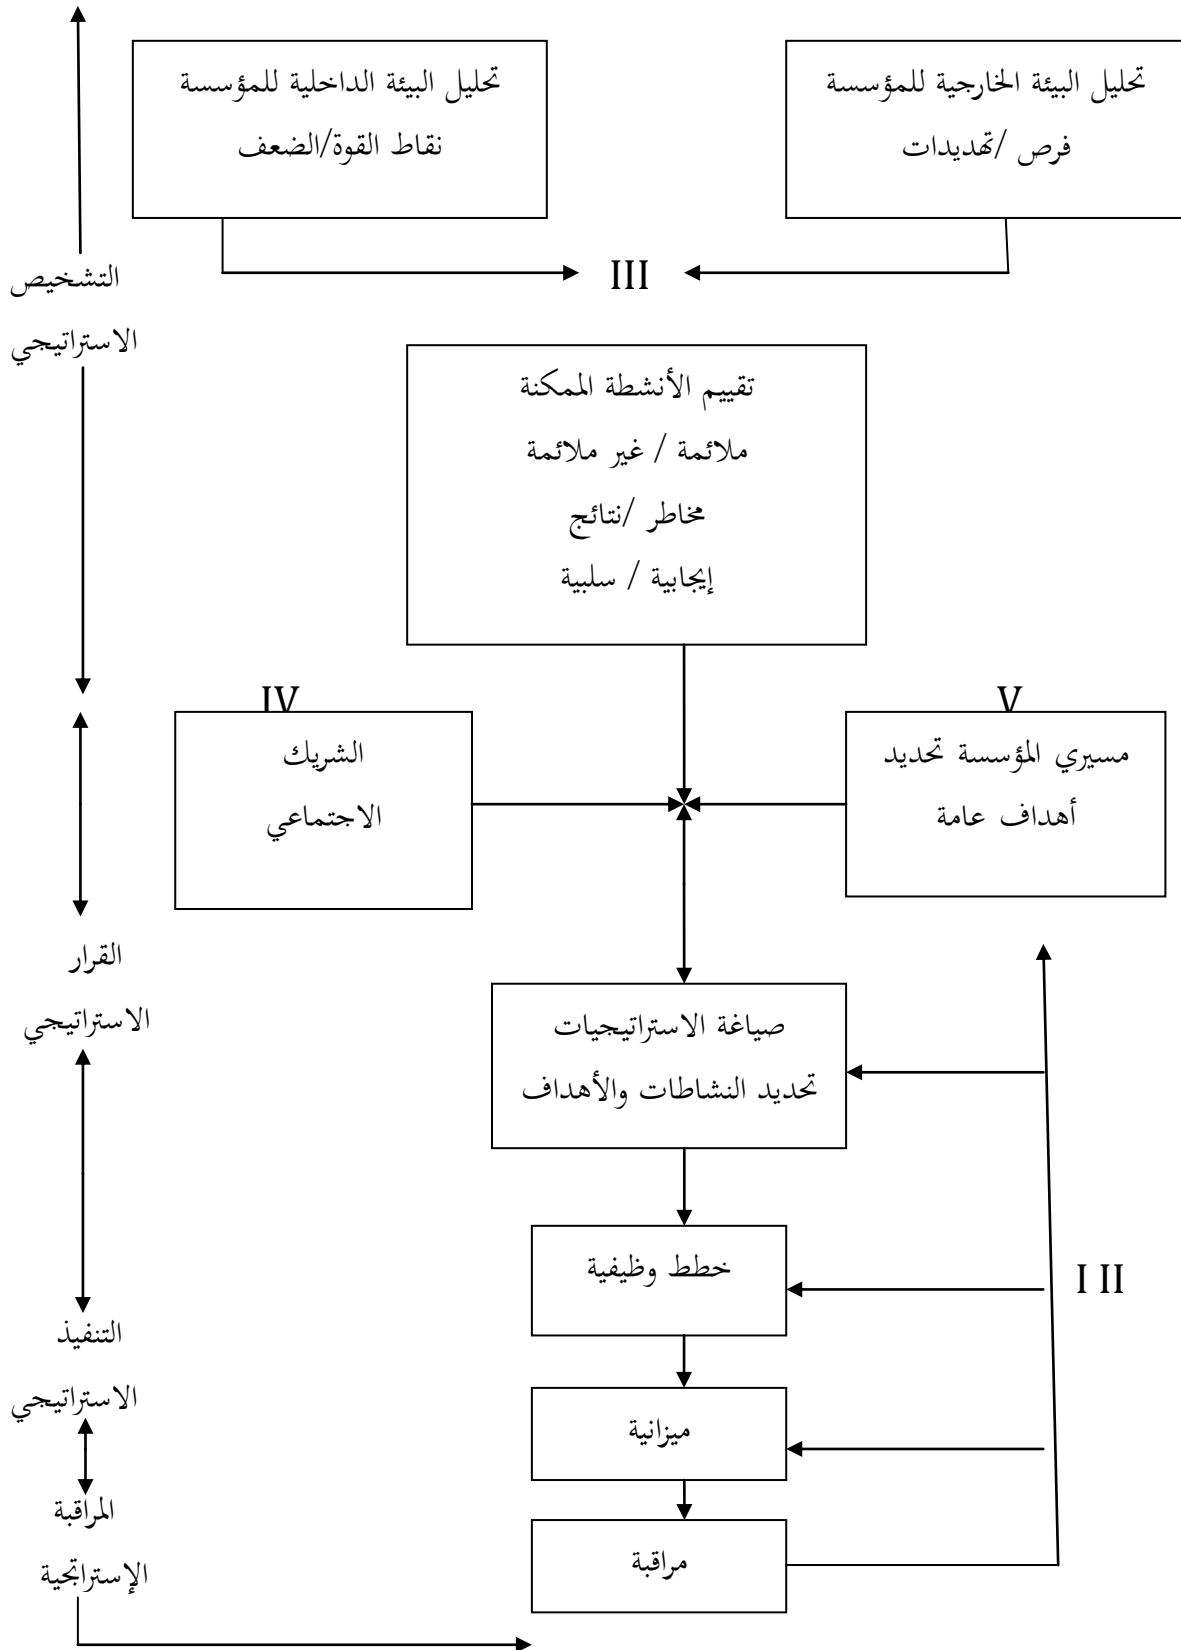 تحليل البيئة الخارجية للمؤسسة
فرص /تهديدات
تحليل البيئة الداخلية للمؤسسة
نقاط القوة/الضعف
III
التشخيص
الاستراتيجي
تقييم الأنشطة الممكنة
ملائمة / غير ملائمة
مخاطر /نتائج
إيجابية / سلبية
V
مسيري المؤسسة تحديد
أهداف عامة
IV
الشريك
الاجتماعي
القرار
الاستراتيجي
صياغة الاستراتيجيات
تحديد النشاطات والأهداف
خطط وظيفية
I II
التنفيذ
الاستراتيجي
ميزانية
مراقبة
المراقبة
الإستراتجية